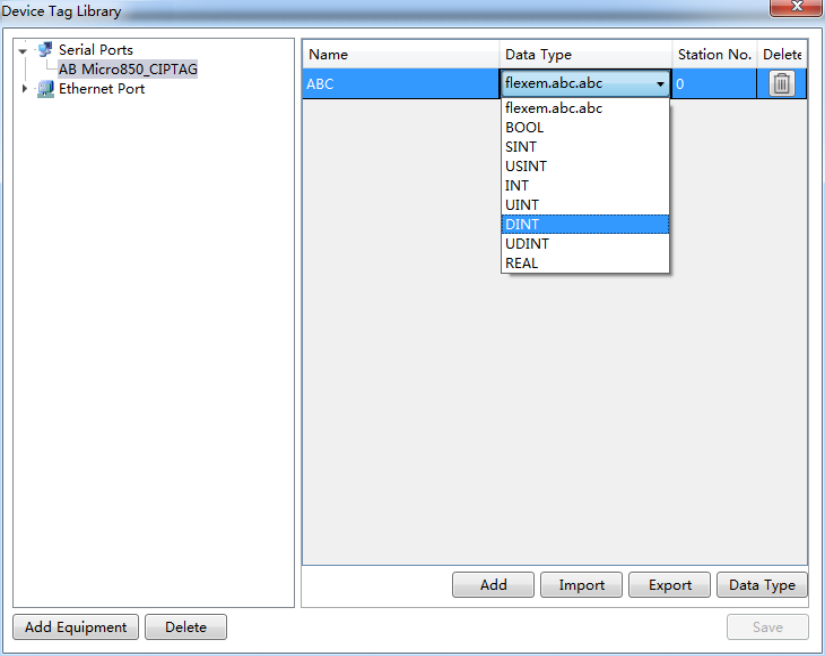 Device Tag Library
Serial Ports
AB Micro850_CIPTAG
Ethernet Port
Name Data Type Station No. Delete
ABC flexem.abc.abc 0
flexem.abc.abc
BOOL
SINT
USINT
INT
UINT
DINT
UDINT
REAL
Add Import Export Data Type
Add Equipment Delete Save